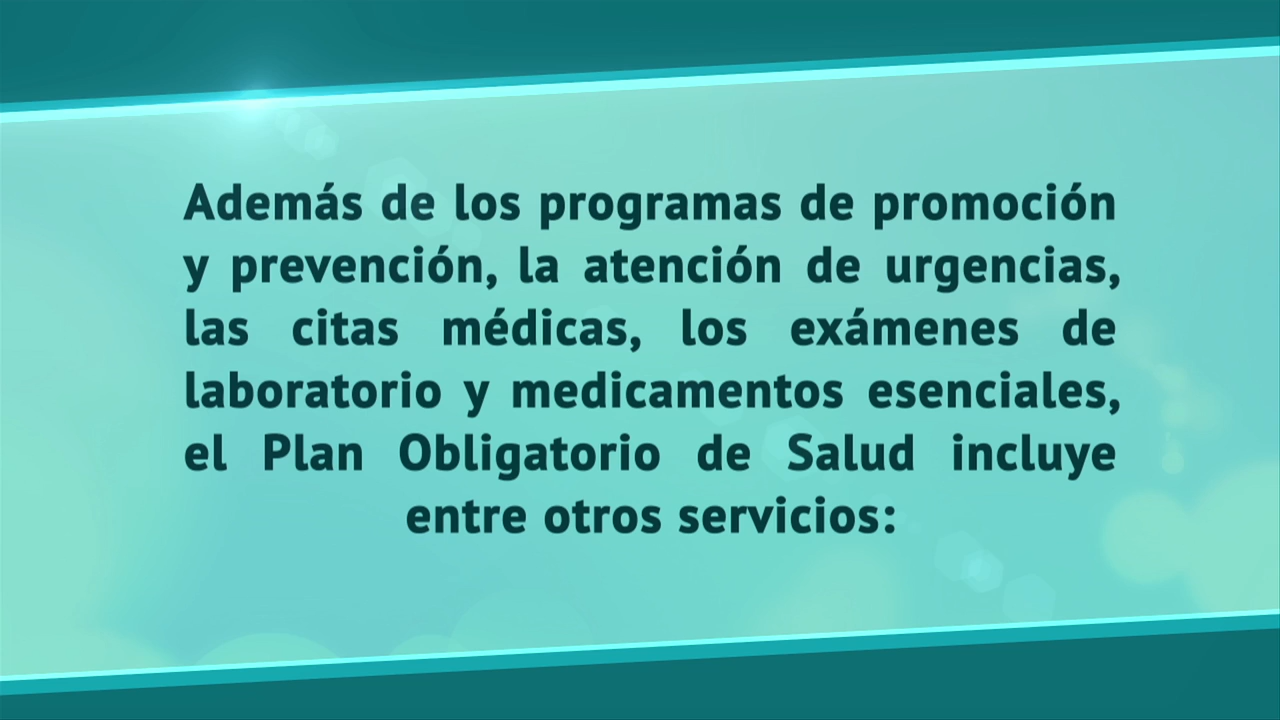 Además de los programas de promoción
y prevención, la atención de urgencias,
las citas médicas, los exámenes de
laboratorio y medicamentos esenciales,
el Plan Obligatorio de Salud incluye
entre otros servicios: